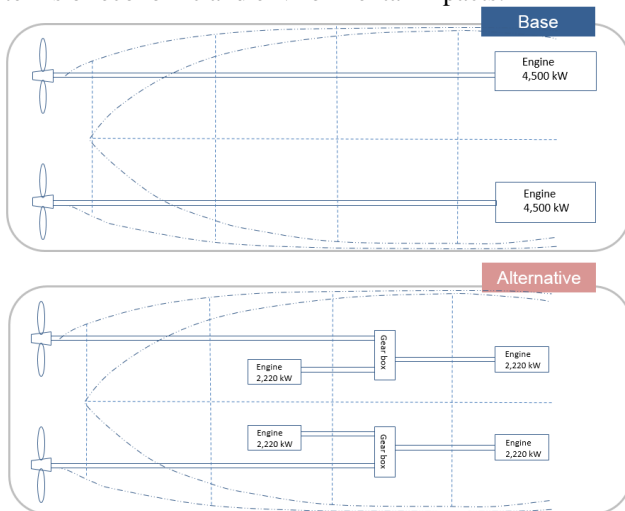 Base
Engine
4,500 kW
Engine
4,500 kW
Alternative
Gear box
Engine
2,220 kW
Engine
2,220 kW
Engine
2,220 kW
Gear box
Engine
2,220 kW